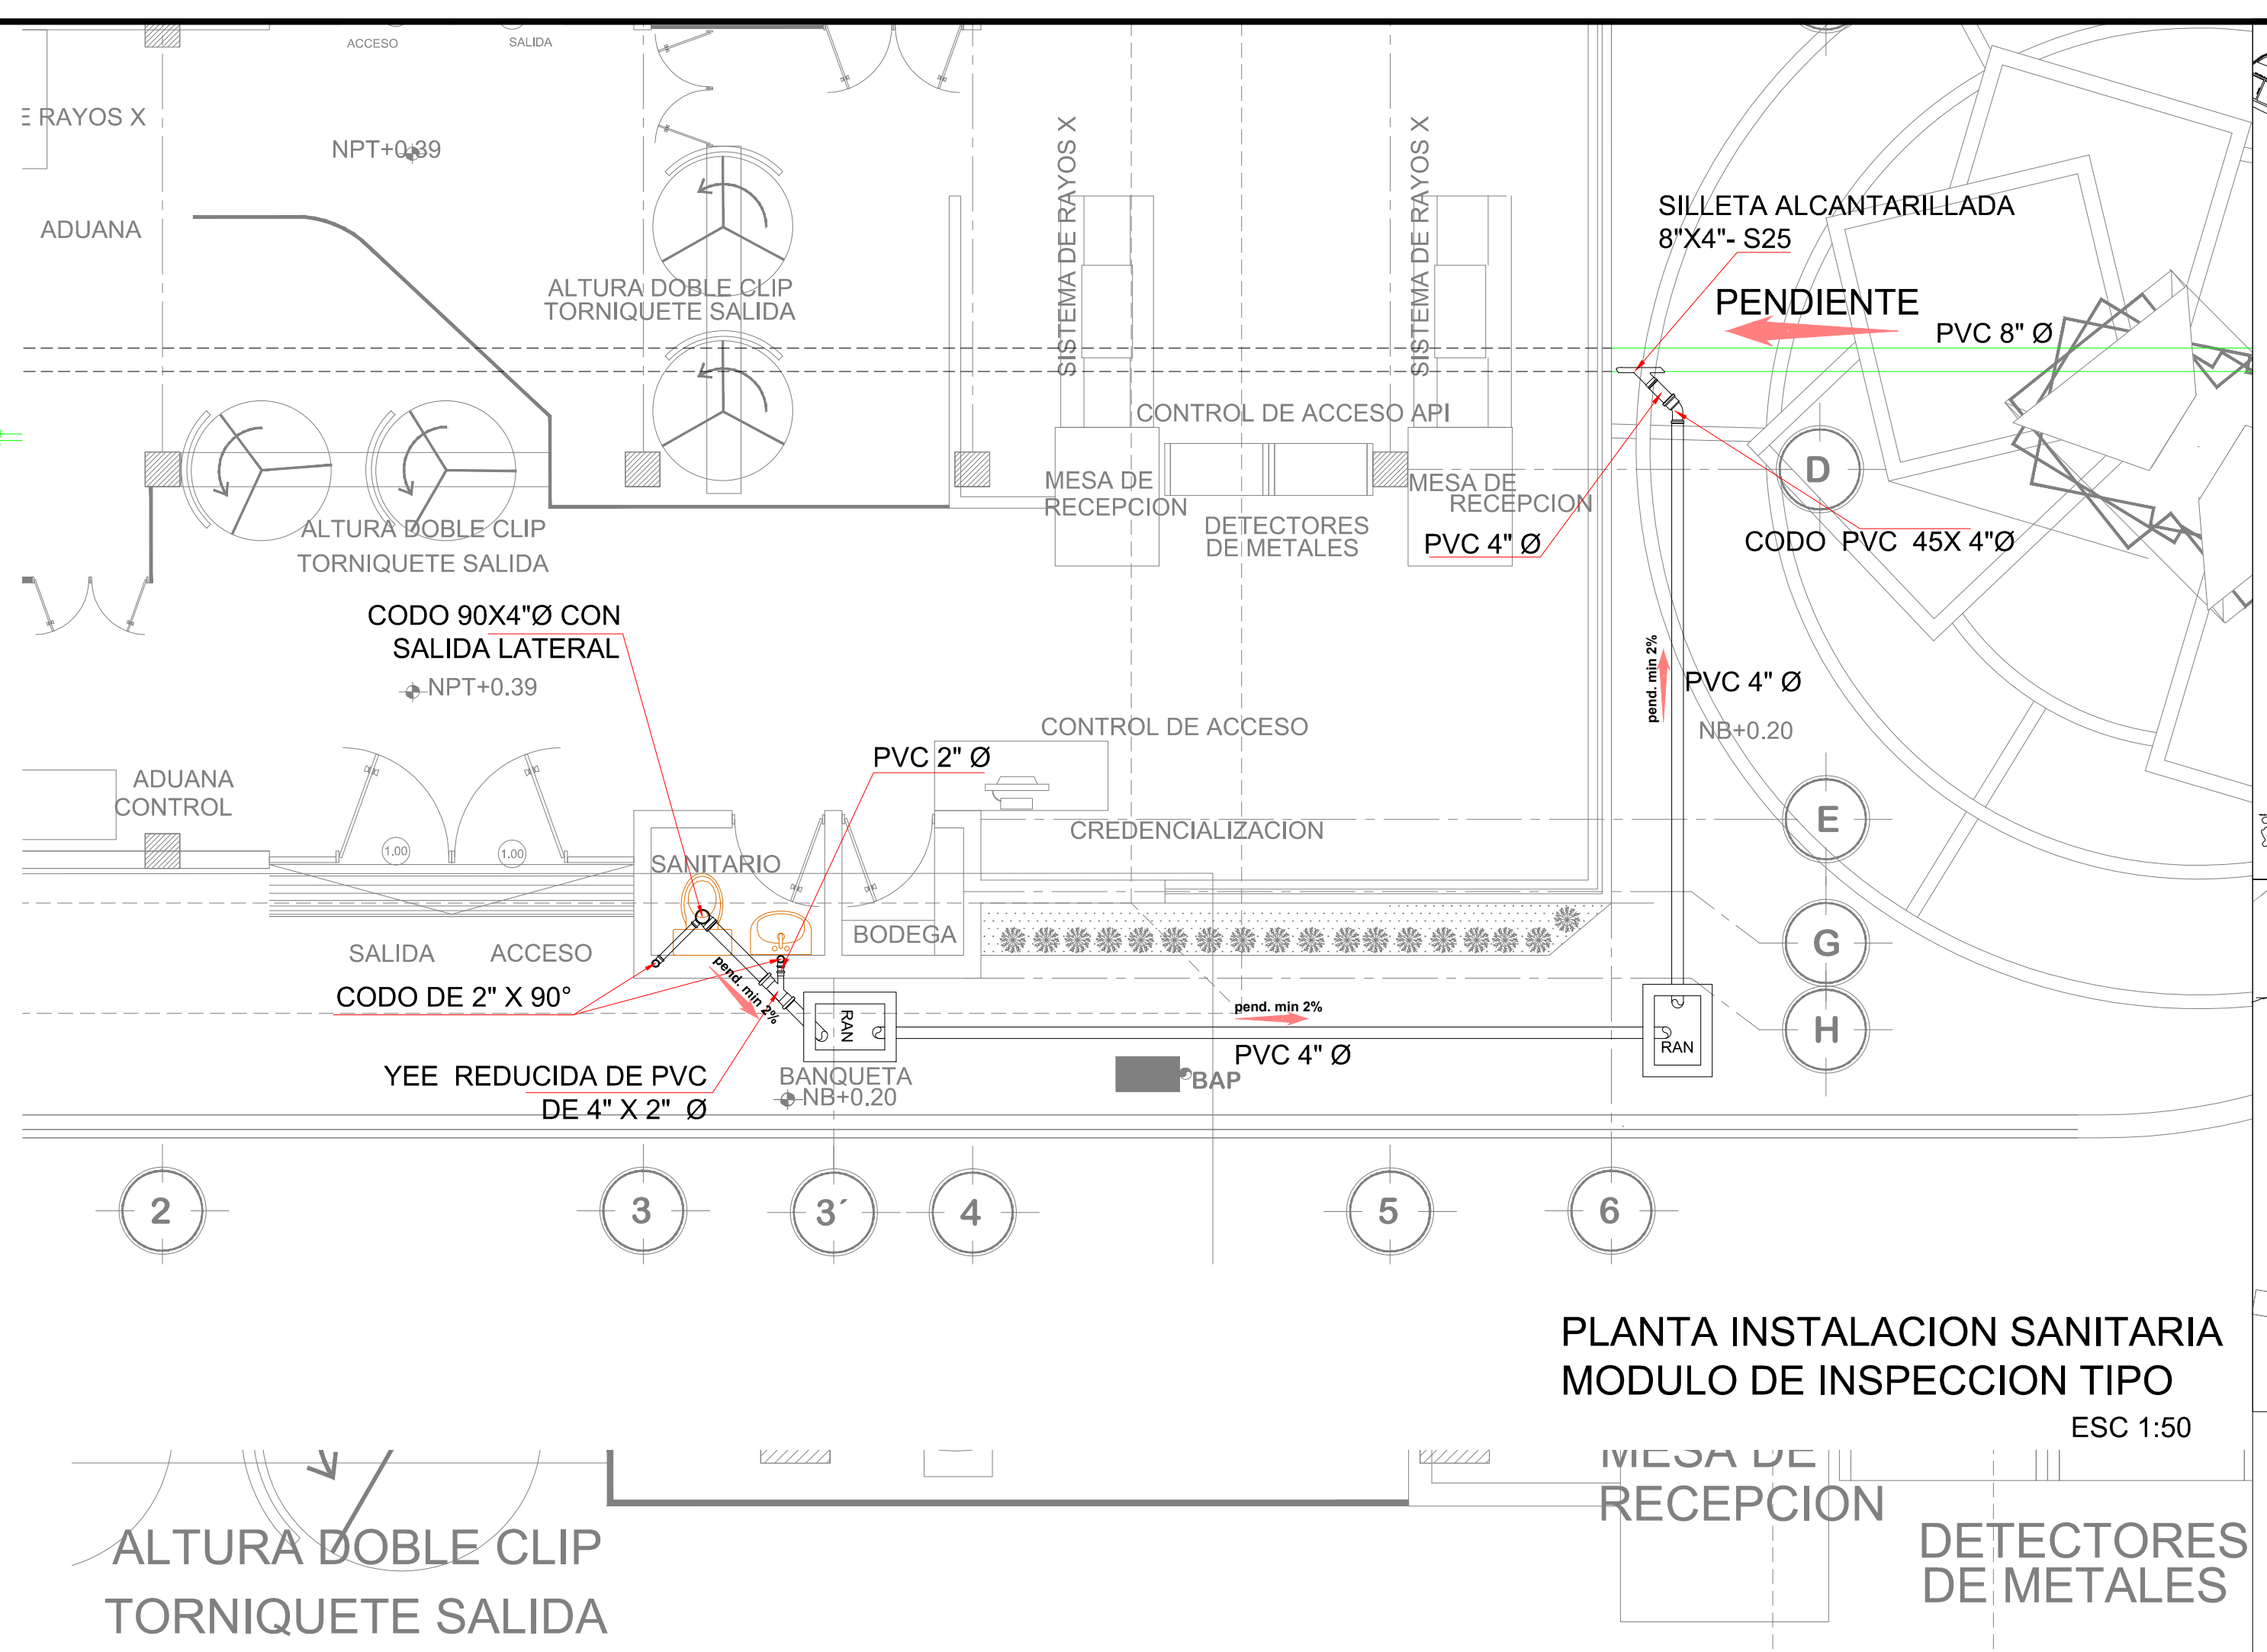 ACCESO
SALIDA
E RAYOS X
NPT+0.39
ADUANA
ALTURA DOBLE CLIP
TORNIQUETE SALIDA
SISTEMA DE RAYOS X
SISTEMA DE RAYOS X
SILLETA ALCANTARILLADA
8"X4"- S25
PENDIENTE
PVC 8" Ø
CONTROL DE ACCESO API
MESA DE
RECEPCION
MESA DE
RECEPCION
DETECTORES
DE METALES
D
PVC 4" Ø
CODO PVC 45X 4"Ø
ALTURA DOBLE CLIP
TORNIQUETE SALIDA
CODO 90X4"Ø CON
SALIDA LATERAL
NPT+0.39
pend. min 2%
PVC 4" Ø
NB+0.20
CONTROL DE ACCESO
PVC 2" Ø
ADUANA
CONTROL
1.00
1.00
CREDENCIALIZACION
E
SANITARIO
BODEGA
G
SALIDA
ACCESO
CODO DE 2" X 90°
pend. min 2%
RAN
pend. min 2%
PVC 4" Ø
RAN
H
YEE REDUCIDA DE PVC
DE 4" X 2" Ø
BANQUETA
NB+0.20
BAP
2
3
3´
4
5
6
PLANTA INSTALACION SANITARIA
MODULO DE INSPECCION TIPO
ESC 1:50
MESA DE
RECEPCION
ALTURA DOBLE CLIP
TORNIQUETE SALIDA
DETECTORES
DE METALES